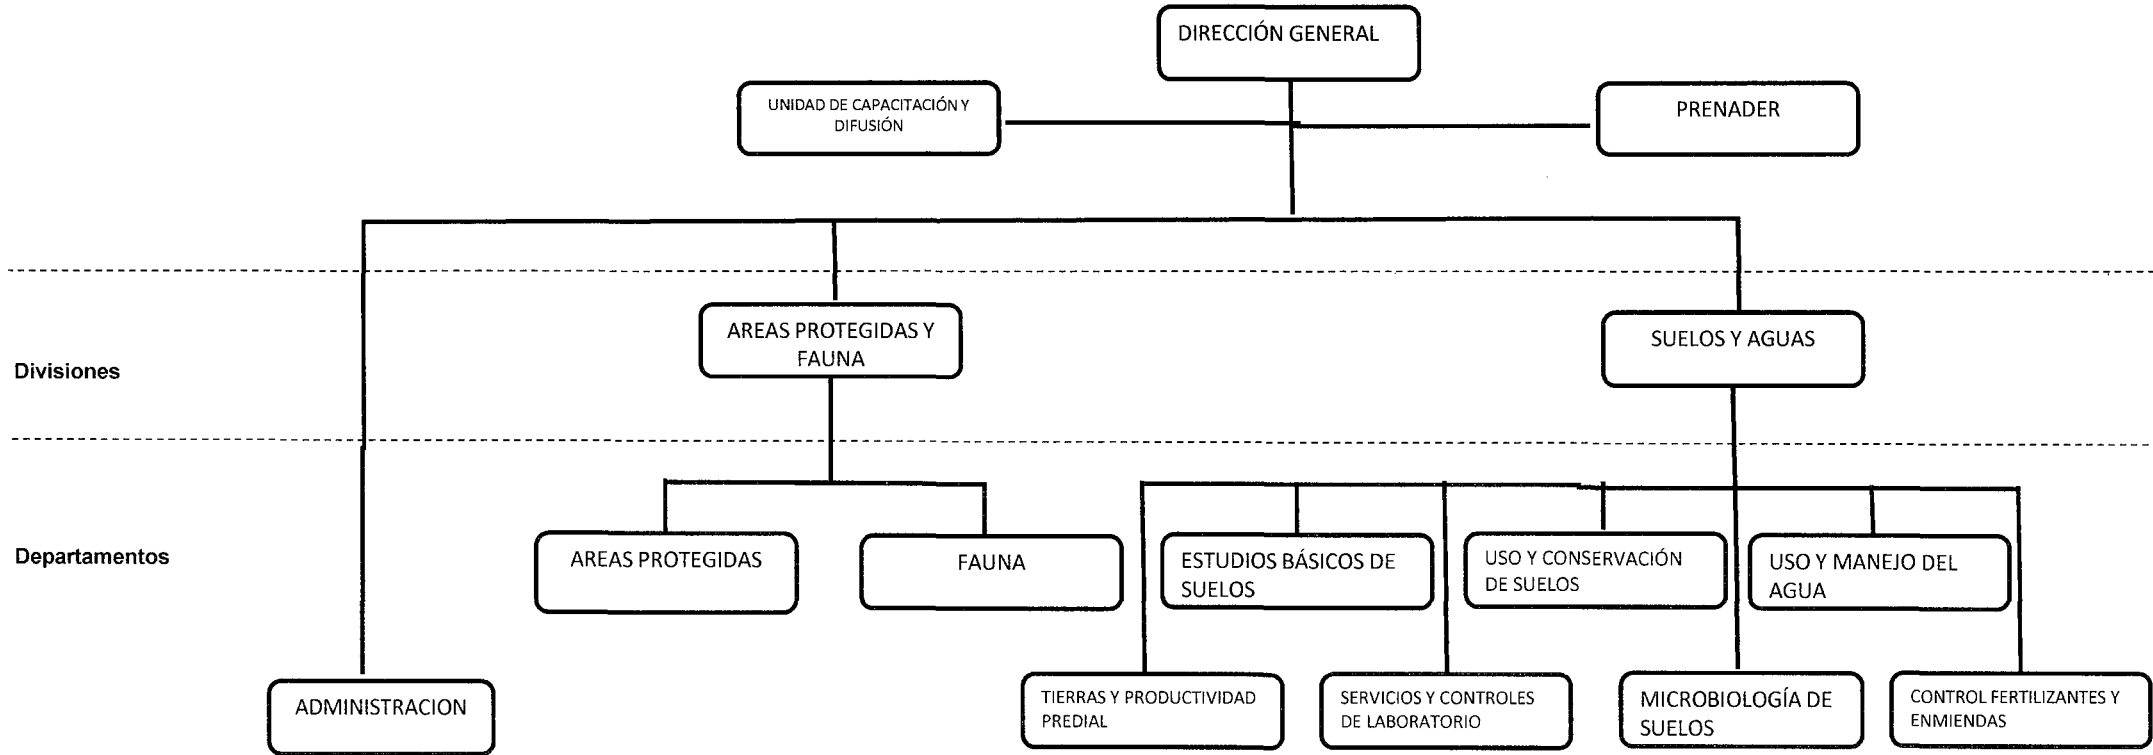 DIRECCIÓN GENERAL
UNIDAD DE CAPACITACIÓN Y
DIFUSIÓN
PRENADER
AREAS PROTEGIDAS Y
FAUNA
SUELOS Y AGUAS
Divisiones
Departamentos
AREAS PROTEGIDAS
FAUNA
ESTUDIOS BÁSICOS DE
SUELOS
USO Y CONSERVACIÓN
DE SUELOS
USO Y MANEJO DEL
AGUA
ADMINISTRACION
TIERRAS Y PRODUCTIVIDAD
PREDIAL
SERVICIOS Y CONTROLES
DE LABORATORIO
MICROBIOLOGÍA DE
SUELOS
CONTROL FERTILIZANTES Y
ENMIENDAS